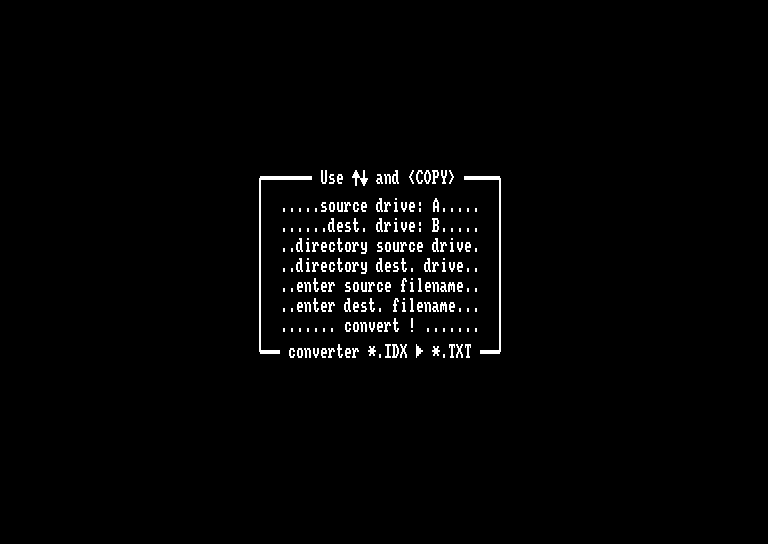 Use ↑↓ and <COPY>
.....source drive: A.....
......dest. drive: B.....
..directory source drive.
..directory dest. drive..
..enter source filename..
..enter dest. filename...
....... convert ! .......
converter *.IDX ▶ *.TXT